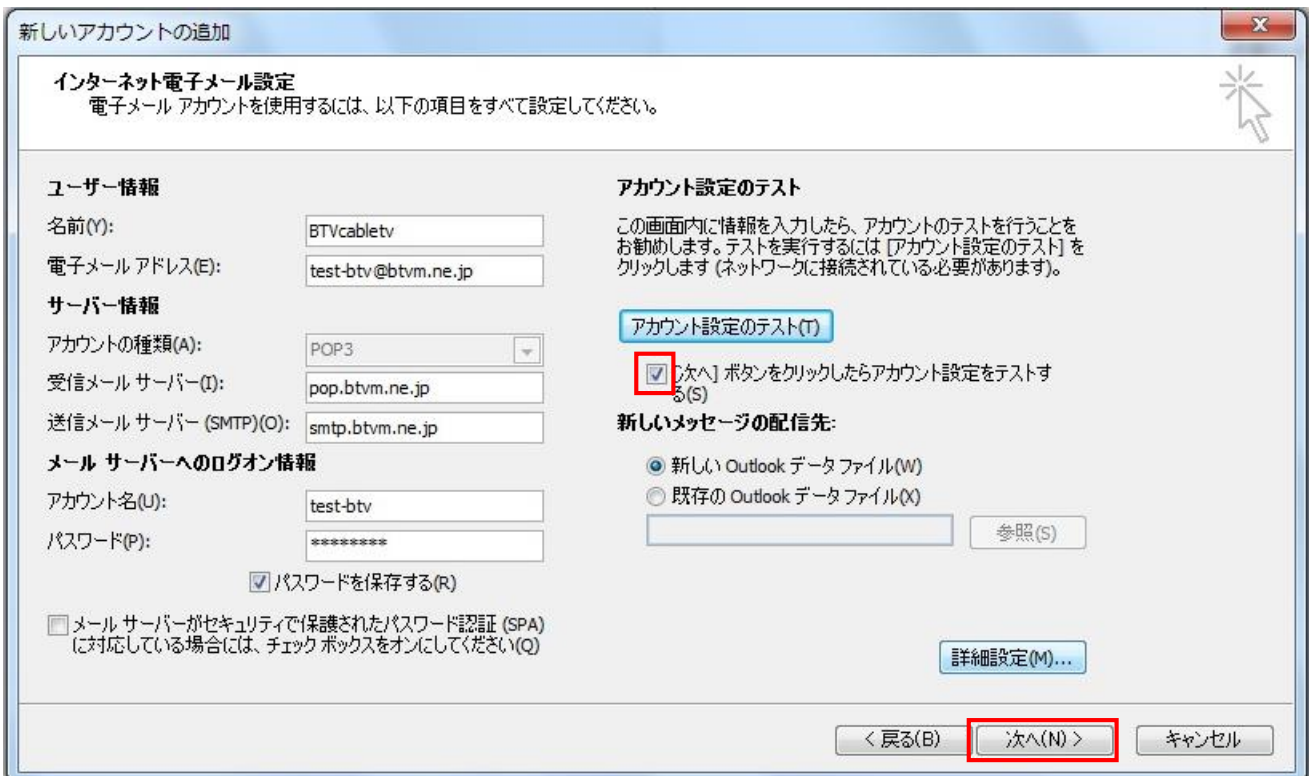 新しいアカウントの追加
インターネット電子メール設定
電子メール アカウントを使用するには、以下の項目をすべて設定してください。
ユーザー情報
名前(Y):
BTVcabletv
電子メール アドレス(E):
test-btv@btvm.ne.jp
サーバー情報
アカウントの種類(A):
POP3
受信メール サーバー(I):
pop.btvm.ne.jp
送信メール サーバー (SMTP)(O):
smtp.btvm.ne.jp
メール サーバーへのログオン情報
アカウント名(U):
test-btv
パスワード(P):
********
パスワードを保存する(R)
メール サーバーがセキュリティで保護されたパスワード認証 (SPA)
に対応している場合には、チェック ボックスをオンにしてください(Q)
アカウント設定のテスト
この画面内に情報を入力したら、アカウントのテストを行うことを
お勧めします。テストを実行するには [アカウント設定のテスト] を
クリックします (ネットワークに接続されている必要があります)。
アカウント設定のテスト(T)
[次へ] ボタンをクリックしたらアカウント設定をテストす
る(S)
新しいメッセージの配信先:
新しい Outlook データ ファイル(W)
既存の Outlook データ ファイル(X)
参照(S)
詳細設定(M)...
< 戻る(B)
次へ(N) >
キャンセル